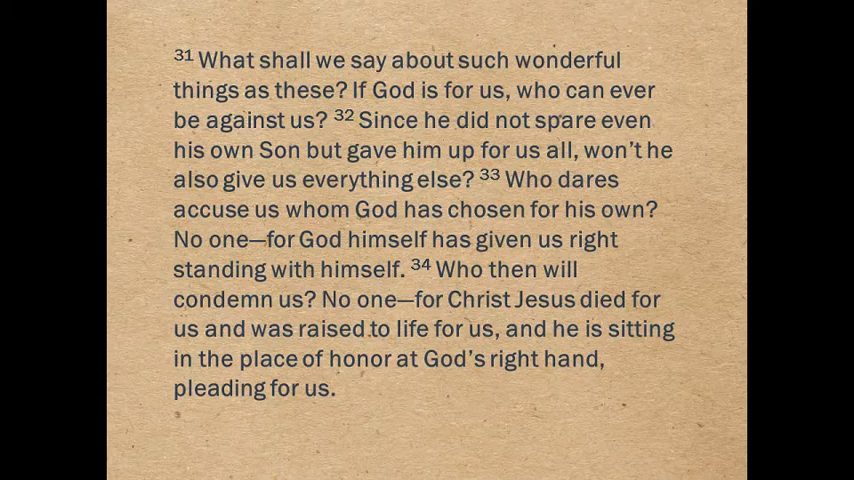 31 What shall we say about such wonderful
things as these? If God is for us, who can ever
be against us? 32 Since he did not spare even
his own Son but gave him up for us all, won’t he
also give us everything else? 33 Who dares
accuse us whom God has chosen for his own?
No one—for God himself has given us right
standing with himself. 34 Who then will
condemn us? No one—for Christ Jesus died for
us and was raised to life for us, and he is sitting
in the place of honor at God’s right hand,
pleading for us.